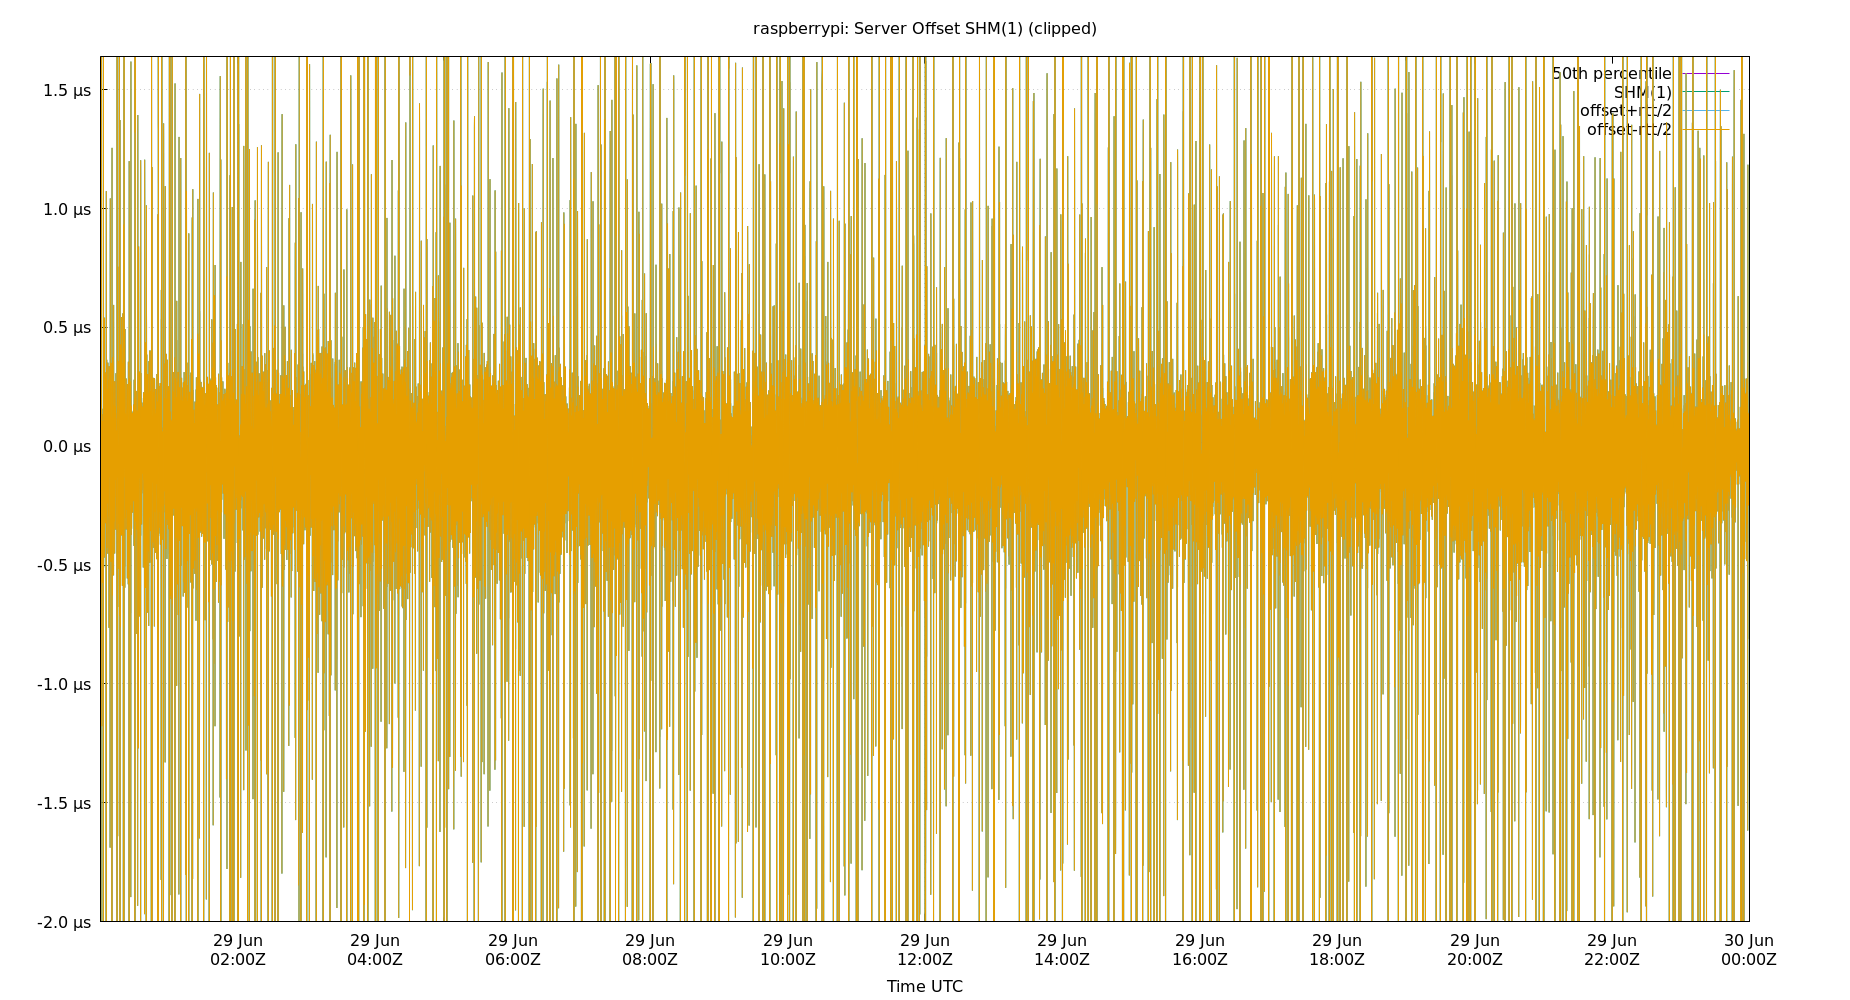 raspberrypi: Server Offset SHM(1) (clipped)
50th percentile
SHM(1)
offset+rtt/2
offset-rtt/2
1.5 µs
1.0 µs
0.5 µs
0.0 µs
-0.5 µs
-1.0 µs
-1.5 µs
-2.0 µs
29 Jun 29 Jun 29 Jun 29 Jun 29 Jun 29 Jun 29 Jun 29 Jun 29 Jun 29 Jun 29 Jun 30 Jun
02:00Z 04:00Z 06:00Z 08:00Z 10:00Z 12:00Z 14:00Z 16:00Z 18:00Z 20:00Z 22:00Z 00:00Z
Time UTC